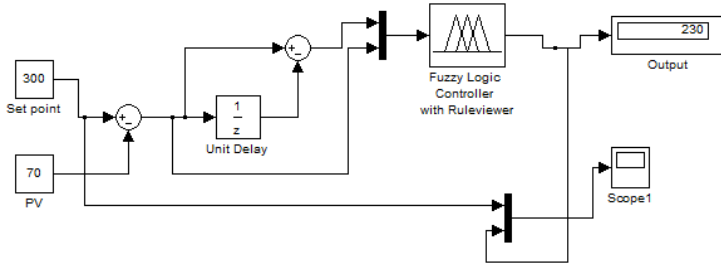 300
Set point
70
PV
+
−
1
z
Unit Delay
+
−
Fuzzy Logic
Controller
with Ruleviewer
230
Output
Scope1